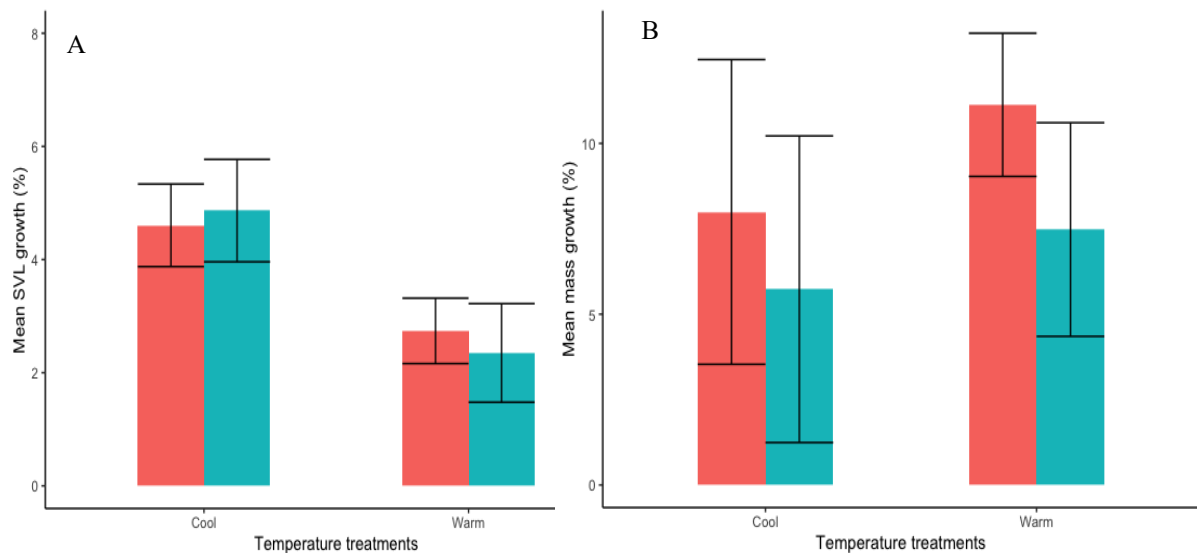 A
Mean SVL growth (%)
8
6
4
2
0
Cool
Warm
Temperature treatments
B
Mean mass growth (%)
10
5
0
Cool
Warm
Temperature treatments